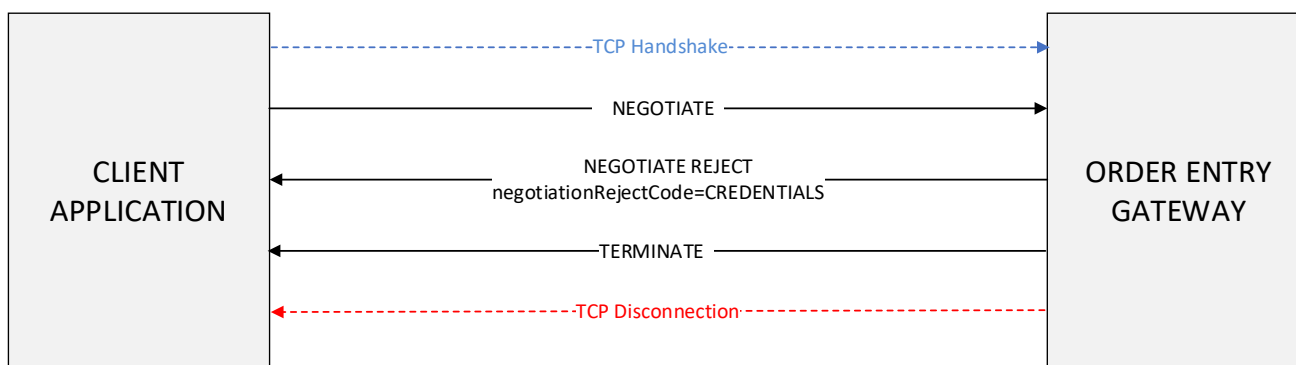 TCP Handshake
NEGOTIATE
NEGOTIATE REJECT
negotiationRejectCode=CREDENTIALS
TERMINATE
TCP Disconnection
CLIENT
APPLICATION
ORDER ENTRY
GATEWAY